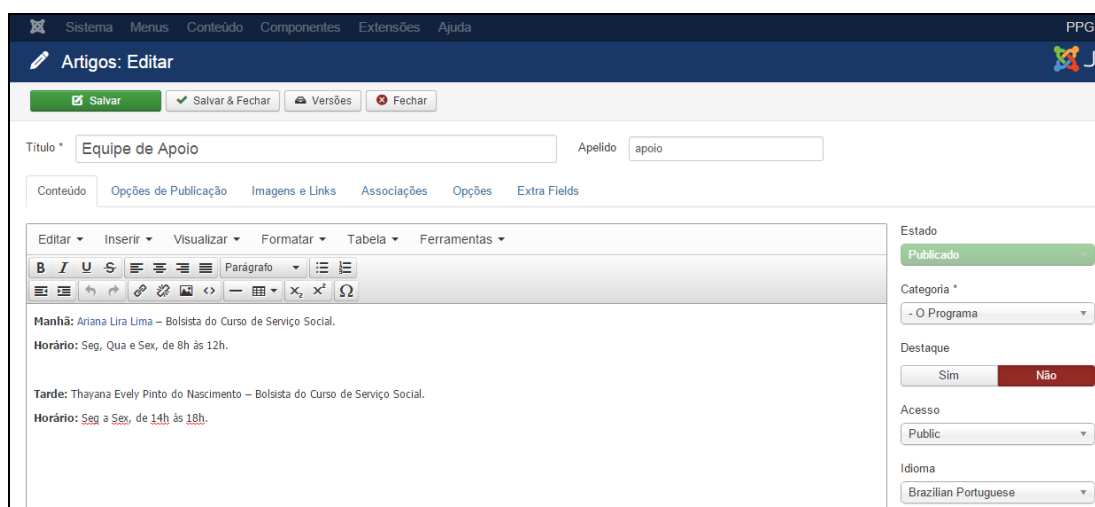 Sistema Menus Conteúdo Componentes Extensões Ajuda PPG
Artigos: Editar
Salvar Salvar & Fechar Versões Fechar
Título * Equipe de Apoio Apelido apoio
Conteúdo Opções de Publicação Imagens e Links Associações Opções Extra Fields
Editar Inserir Visualizar Formatar Tabela Ferramentas
B I U S Parágrafo
X₂ X² Ω
Manhã: Ariana Lira Lima – Bolsista do Curso de Serviço Social.
Horário: Seg, Qua e Sex, de 8h às 12h.
Tarde: Thayana Evely Pinto do Nascimento – Bolsista do Curso de Serviço Social.
Horário: Seg a Sex, de 14h às 18h.
Estado
Publicado
Categoria *
- O Programa
Destaque
Sim Não
Acesso
Public
Idioma
Brazilian Portuguese